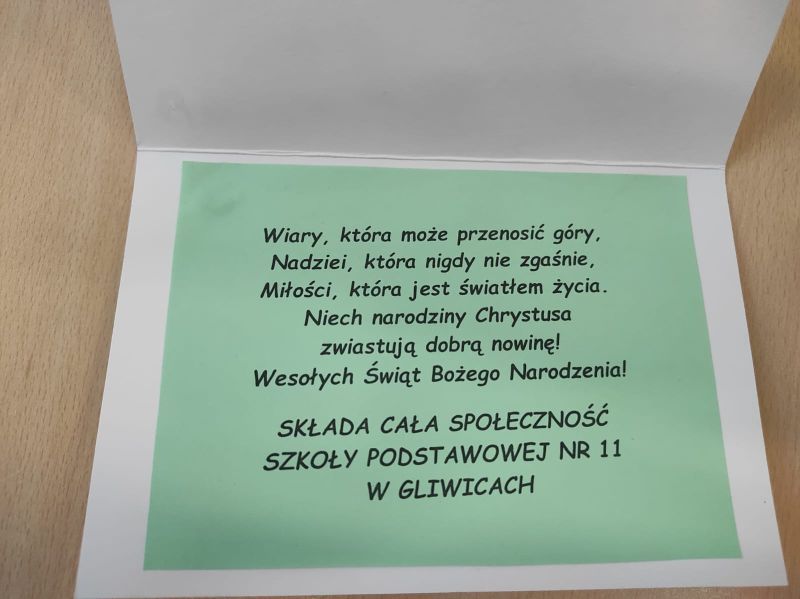 Wiary, która może przenosić góry,
Nadziei, która nigdy nie zgaśnie,
Miłości, która jest światłem życia.
Niech narodziny Chrystusa
zwiastują dobrą nowinę!
Wesołych Świąt Bożego Narodzenia!
SKŁADA CAŁA SPOŁECZNOŚĆ
SZKOŁY PODSTAWOWEJ NR 11
W GLIWICACH